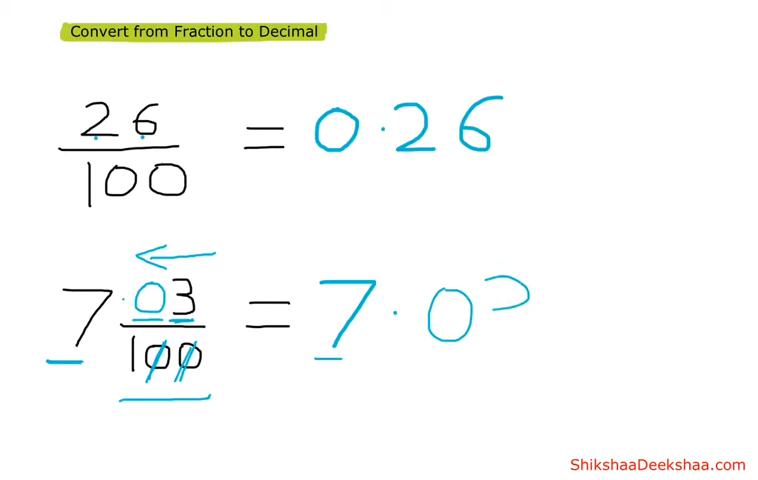 Convert from Fraction to Decimal
26/100 = 0.26
7 .03/100 = 7.0
ShikshaaDeekshaa.com